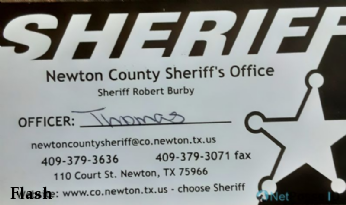 SHERIFF
Newton County Sheriff's Office
Sheriff Robert Burby
OFFICER: Thomas
newtoncountysheriff@co.newton.tx.us
409-379-3636 409-379-3071 fax
110 Court St. Newton, TX 75966
www.co.newton.tx.us - choose Sheriff
Flash
Net